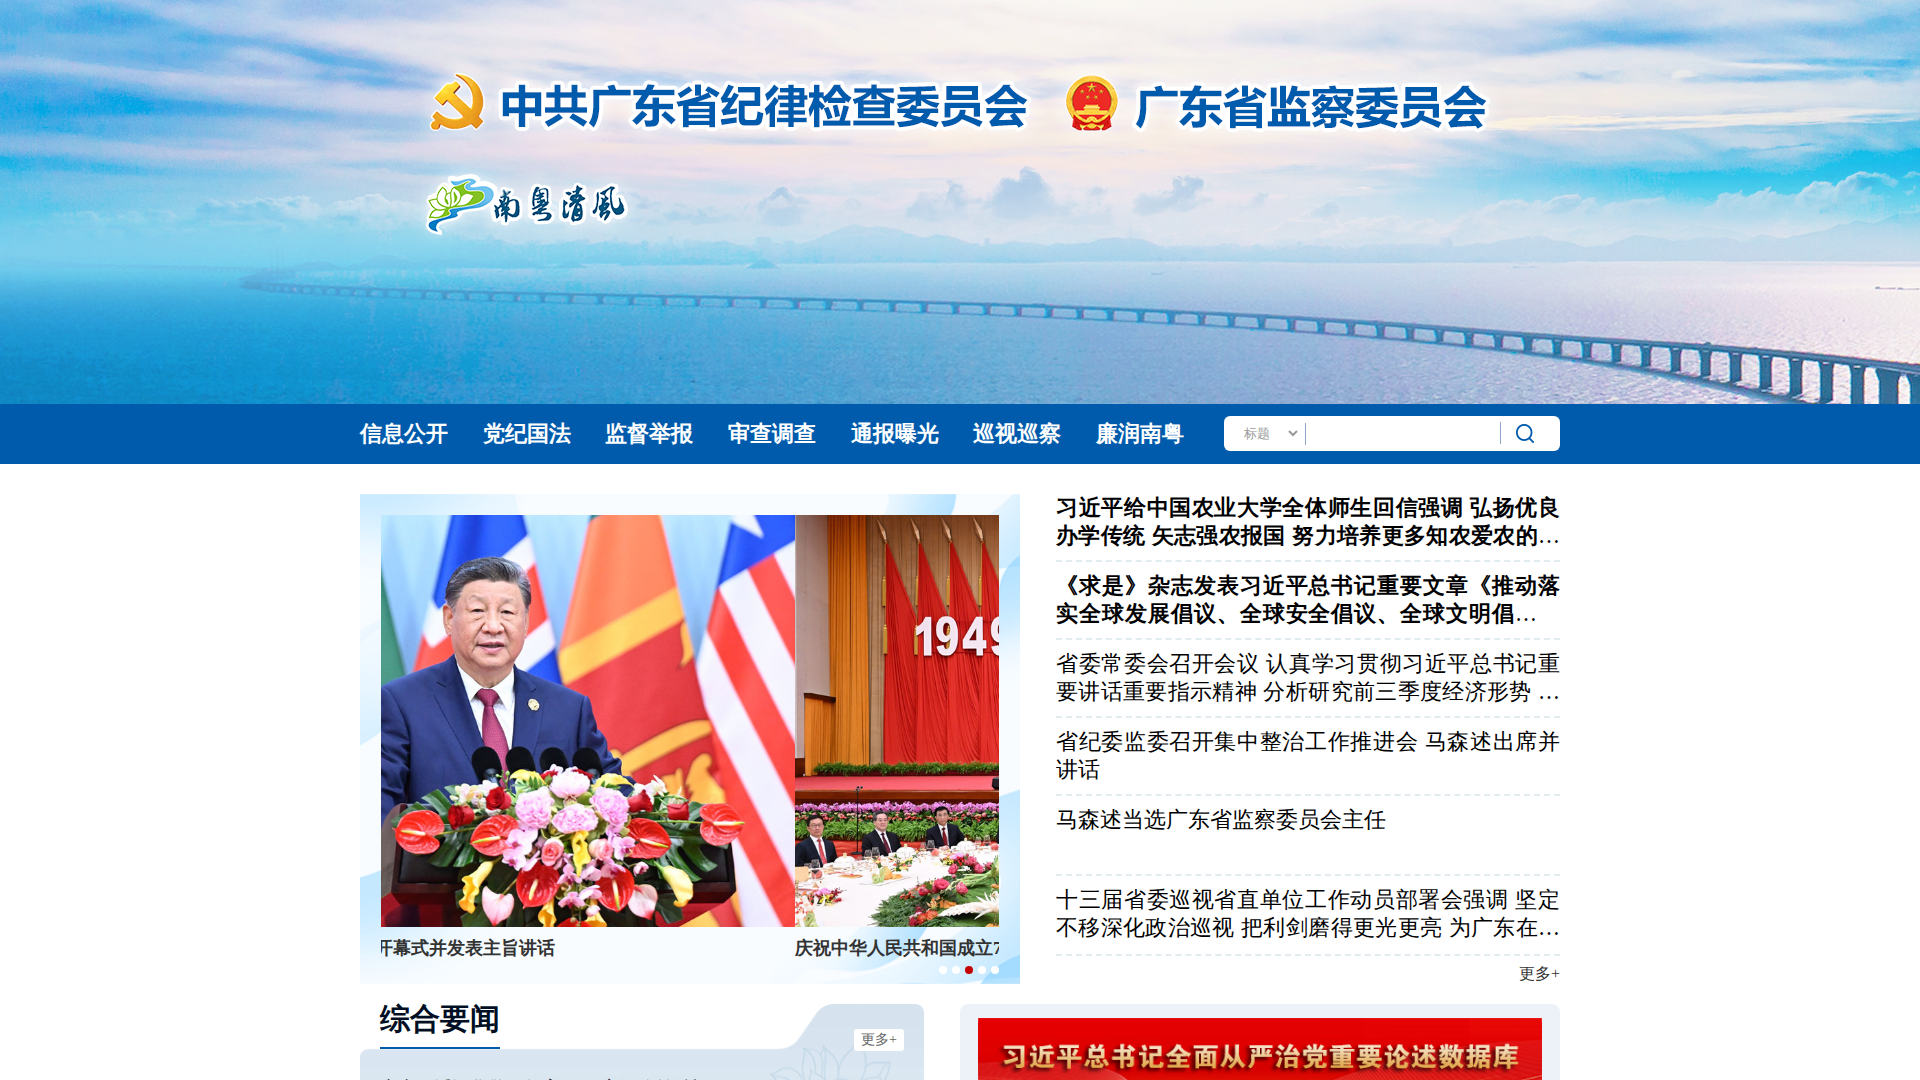 中共广东省纪律检查委员会 广东省监察委员会
南粤清风
信息公开 党纪国法 监督举报 审查调查 通报曝光 巡视巡察 廉润南粤 标题
习近平给中国农业大学全体师生回信强调 弘扬优良
办学传统 矢志强农报国 努力培养更多知农爱农的…
《求是》杂志发表习近平总书记重要文章《推动落
实全球发展倡议、全球安全倡议、全球文明倡…
省委常委会召开会议 认真学习贯彻习近平总书记重
要讲话重要指示精神 分析研究前三季度经济形势 …
省纪委监委召开集中整治工作推进会 马森述出席并
讲话
马森述当选广东省监察委员会主任
十三届省委巡视省直单位工作动员部署会强调 坚定
不移深化政治巡视 把利剑磨得更光更亮 为广东在…
更多+
1949
开幕式并发表主旨讲话
庆祝中华人民共和国成立7
综合要闻
更多+
习近平总书记全面从严治党重要论述数据库